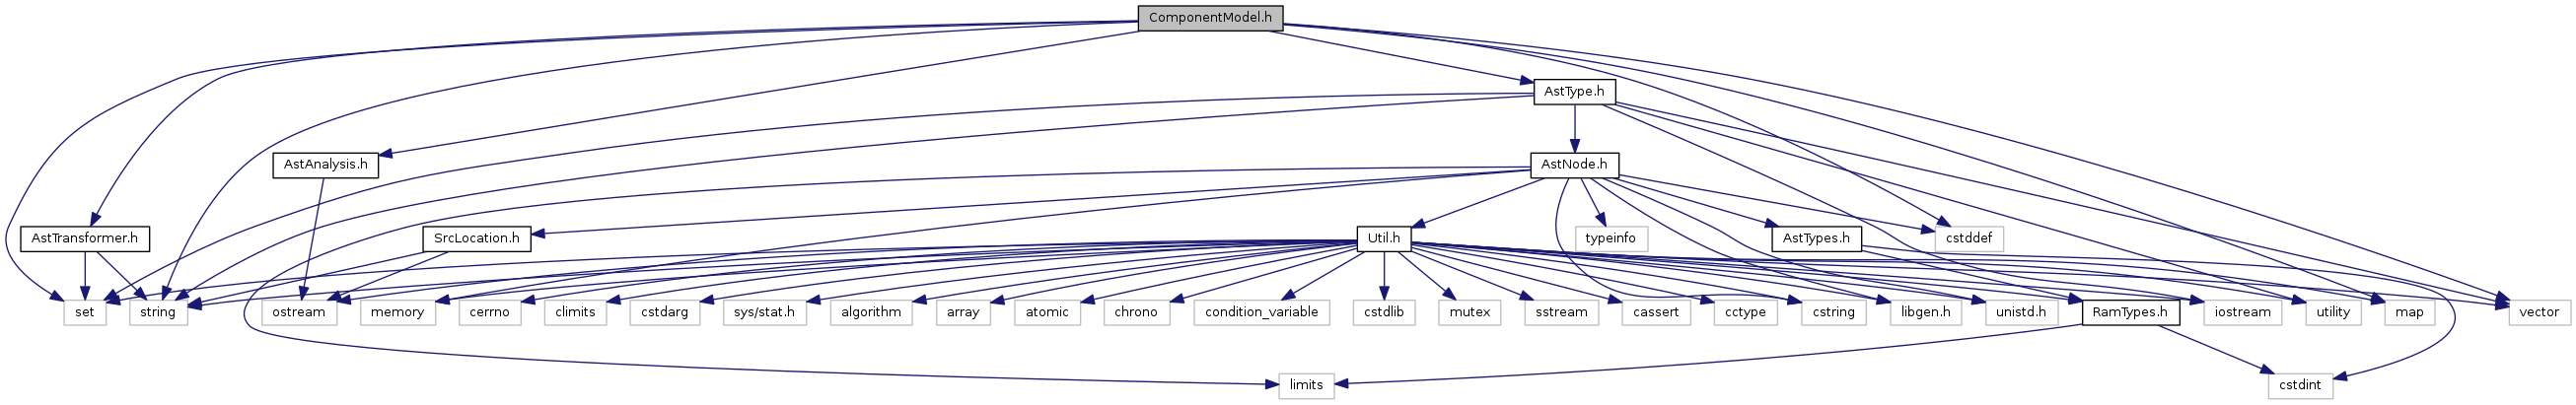 ComponentModel.h
AstType.h
AstAnalysis.h
AstNode.h
AstTransformer.h
SrcLocation.h
Util.h
typeinfo
AstTypes.h
cstddef
set
string
ostream
memory
cerrno
climits
cstdarg
sys/stat.h
algorithm
array
atomic
chrono
condition_variable
cstdlib
mutex
sstream
cassert
cctype
cstring
libgen.h
unistd.h
RamTypes.h
iostream
utility
map
vector
limits
cstdint